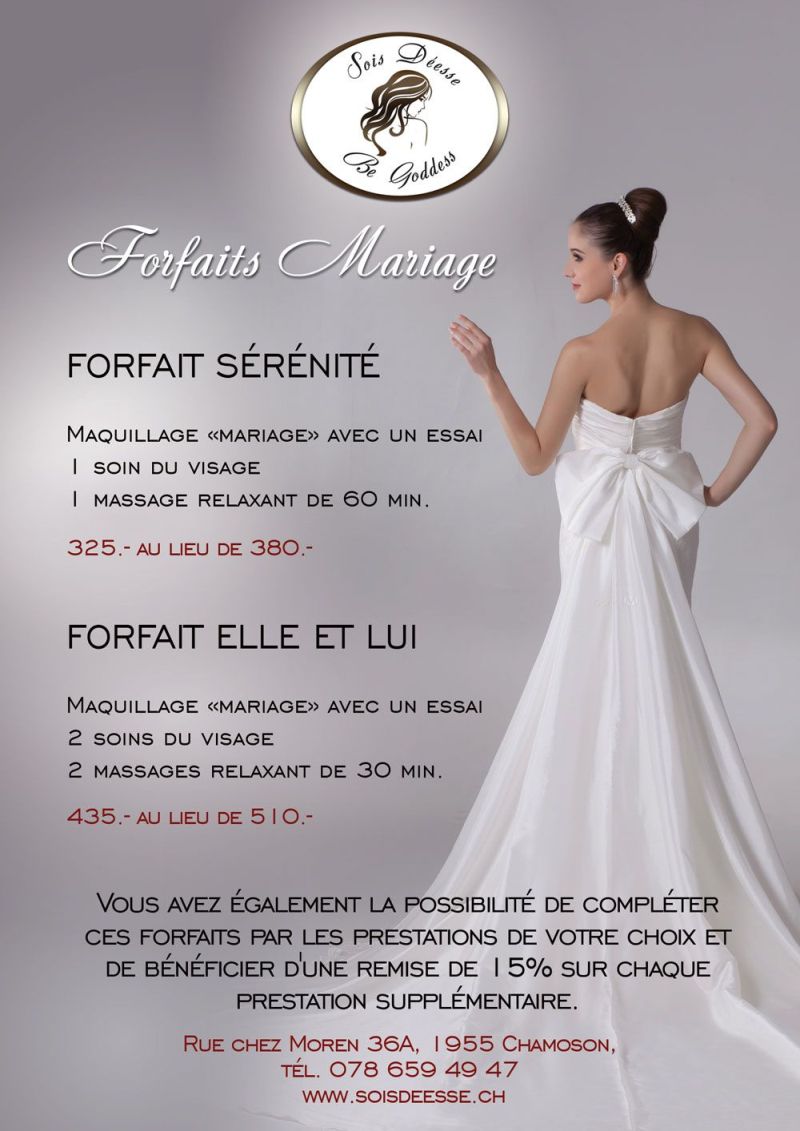 Sois Déesse
Be Goddess
Forfaits Mariage
FORFAIT SÉRÉNITÉ
MAQUILLAGE «MARIAGE» AVEC UN ESSAI
1 SOIN DU VISAGE
1 MASSAGE RELAXANT DE 60 MIN.
325.- AU LIEU DE 380.-
FORFAIT ELLE ET LUI
MAQUILLAGE «MARIAGE» AVEC UN ESSAI
2 SOINS DU VISAGE
2 MASSAGES RELAXANT DE 30 MIN.
435.- AU LIEU DE 510.-
VOUS AVEZ ÉGALEMENT LA POSSIBILITÉ DE COMPLÉTER
CES FORFAITS PAR LES PRESTATIONS DE VOTRE CHOIX ET
DE BÉNÉFICIER D'UNE REMISE DE 15% SUR CHAQUE
PRESTATION SUPPLÉMENTAIRE.
RUE CHEZ MOREN 36A, 1955 CHAMOSON,
TÉL. 078 659 49 47
WWW.SOISDEESSE.CH